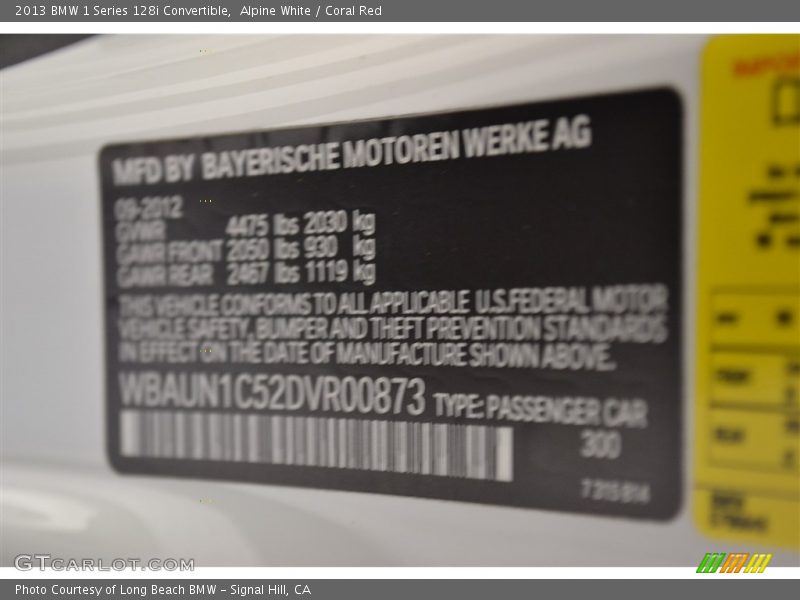 2013 BMW 1 Series 128i Convertible,  Alpine White / Coral Red
MFD BY BAYERISCHE MOTOREN WERKE AG
09-2012
GVWR 4475 lbs 2030 kg
GAWR FRONT 2050 lbs 930 kg
GAWR REAR 2467 lbs 1119 kg
THIS VEHICLE CONFORMS TO ALL APPLICABLE U.S.FEDERAL MOTOR
VEHICLE SAFETY, BUMPER AND THEFT PREVENTION STANDARDS
IN EFFECT ON THE DATE OF MANUFACTURE SHOWN ABOVE.
WBAUN1C52DVR00873 TYPE: PASSENGER CAR
300
GTCARLOT.COM
Photo Courtesy of Long Beach BMW – Signal Hill, CA